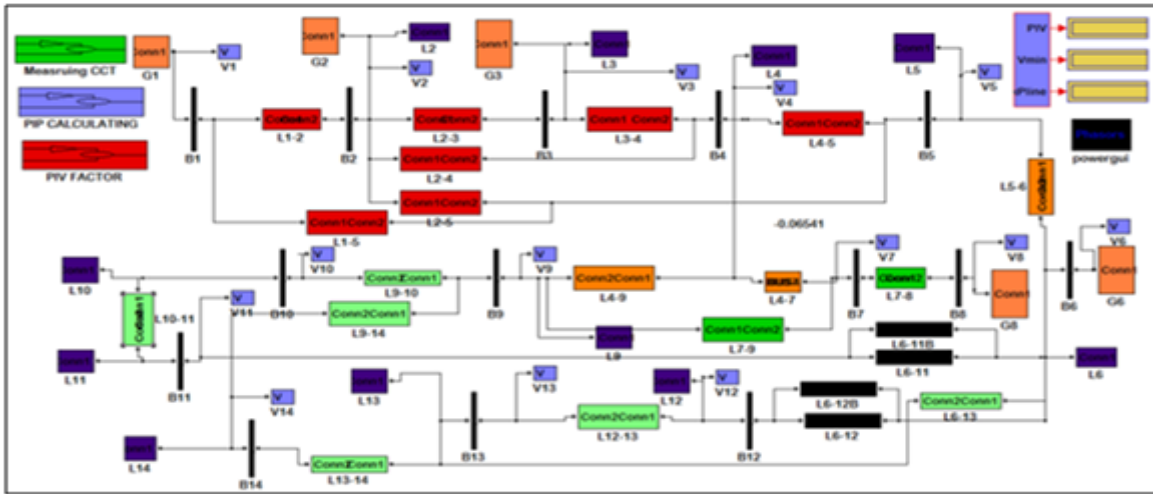 Conn1
G1
V1
Conn1
G2
L2
V
V2
Conn1
G3
L3
V
V3
L4
V
V4
L5
V
V5
PIV
Vmin
dPline
Measruing CCT
PIP CALCULATING
PIV FACTOR
B1
L1-2
B2
L2-3
B3
Conn1 Conn2
L3-4
B4
Conn1Conn2
L4-5
B5
powergui
Conn1Conn2
L2-4
Conn1Conn2
L2-5
Conn1Conn2
L1-5
L5-6
-0.06541
L10
V
V10
B10
L9-10
V
V9
B9
Conn2Conn1
L4-9
L4-7
V
V7
B7
L7-8
V
V8
B8
Conn1
G8
B6
V
V6
Conn1
G6
L10-11
V
V11
Conn2Conn1
L9-14
L9
Conn1Conn2
L7-9
L6-11B
L6-11
L6
L11
B11
V
V14
L13
V
V13
L12
V
V12
L6-12B
L6-12
Conn2Conn1
L6-13
Conn2Conn1
L12-13
B13
B12
L14
B14
L13-14